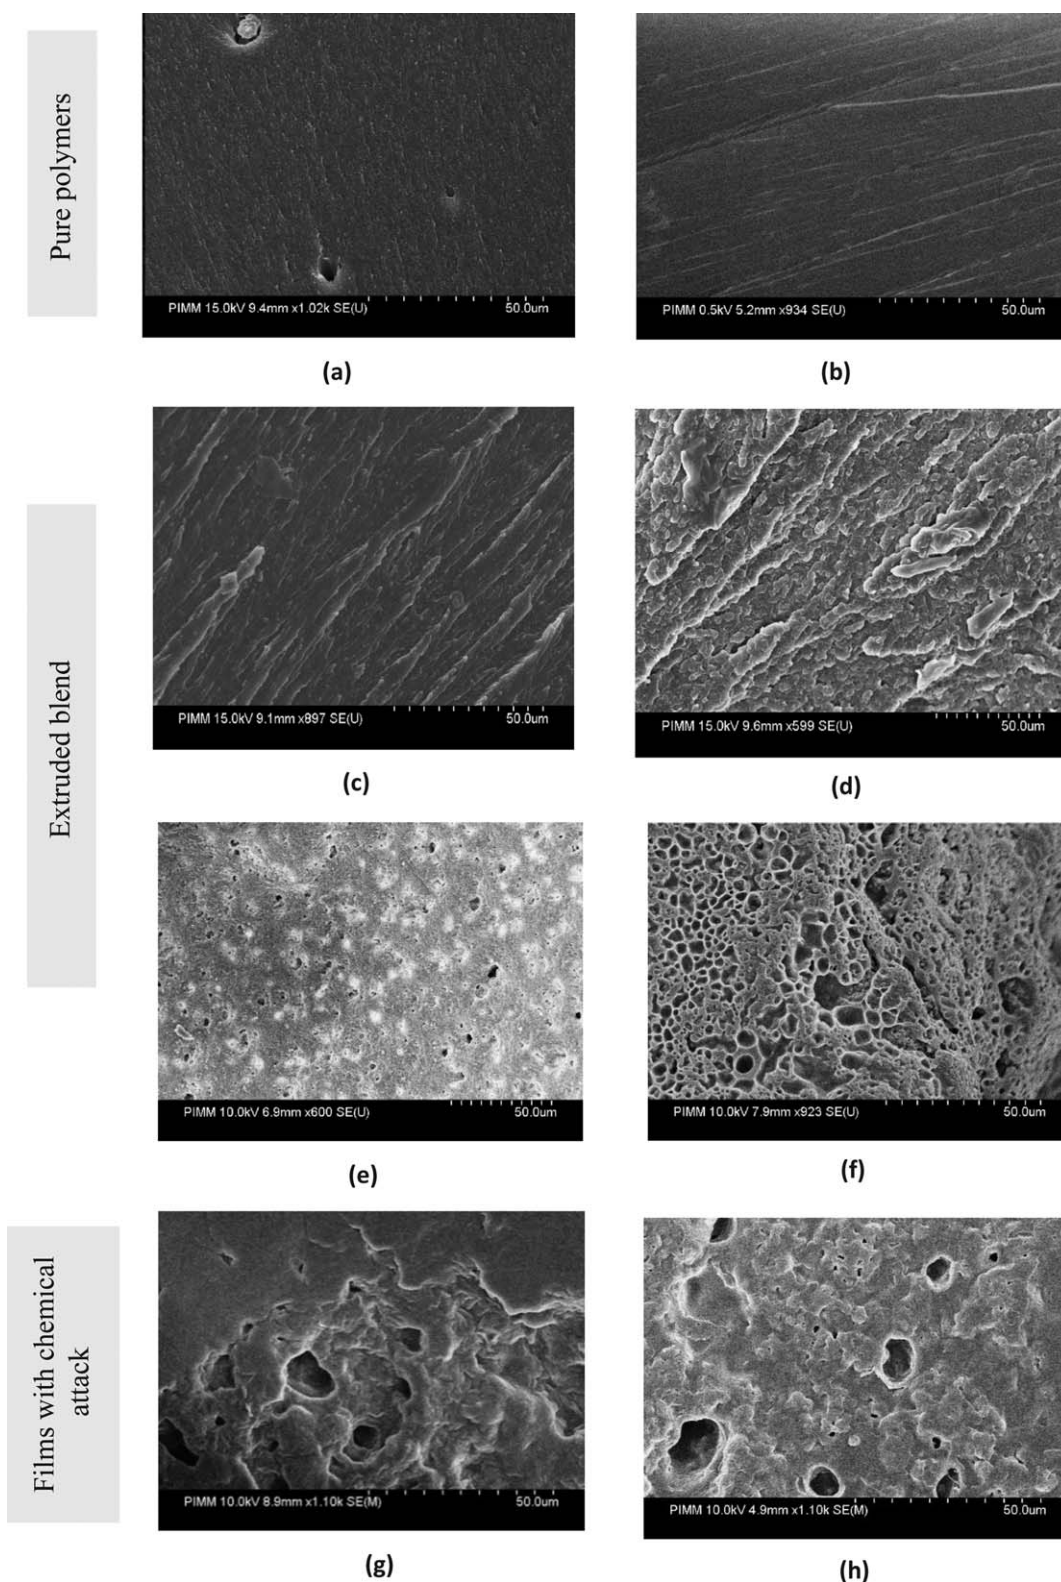 Pure polymers
PIMM 15.0kV 9.4mm x1.02k SE(U) 50.0um
PIMM 0.5kV 5.2mm x934 SE(U) 50.0um
(a)
(b)
Extruded blend
PIMM 15.0kV 9.1mm x897 SE(U) 50.0um
PIMM 15.0kV 9.6mm x599 SE(U) 50.0um
(c)
(d)
PIMM 10.0kV 6.9mm x600 SE(U) 50.0um
PIMM 10.0kV 7.9mm x923 SE(U) 50.0um
(e)
(f)
Films with chemical
attack
PIMM 10.0kV 8.9mm x1.10k SE(M) 50.0um
PIMM 10.0kV 4.9mm x1.10k SE(M) 50.0um
(g)
(h)